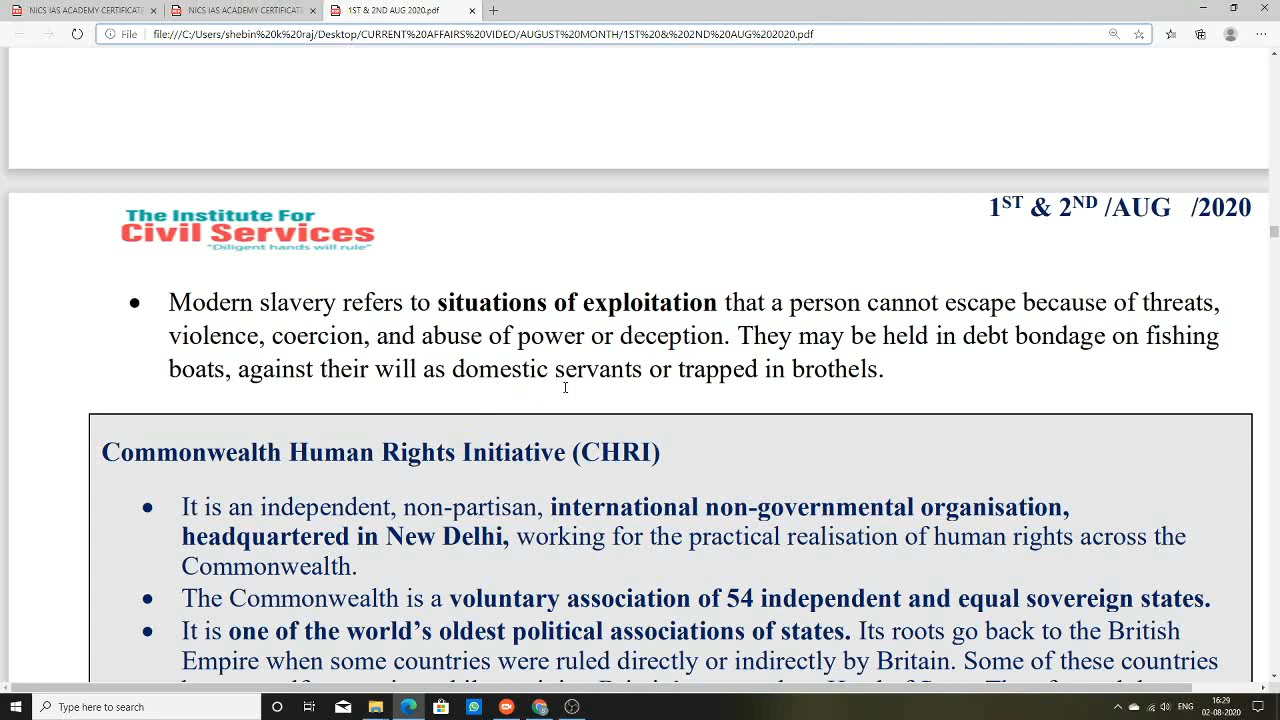 NICS IAS ACADEMY CERTIFICATE
NICS IAS ACADEMY CERTIFICATE
1ST & 2ND AUG 2020.pdf
File
file:///C:/Users/shebin%20k%20raj/Desktop/CURRENT%20AFFAIRS%20VIDEO/AUGUST%20MONTH/1ST%20&%202ND%20AUG%202020.pdf
The Institute For
Civil Services
"Diligent hands will rule"
1ST & 2ND /AUG /2020
• Modern slavery refers to situations of exploitation that a person cannot escape because of threats,
violence, coercion, and abuse of power or deception. They may be held in debt bondage on fishing
boats, against their will as domestic servants or trapped in brothels.
Commonwealth Human Rights Initiative (CHRI)
• It is an independent, non-partisan, international non-governmental organisation,
headquartered in New Delhi, working for the practical realisation of human rights across the
Commonwealth.
• The Commonwealth is a voluntary association of 54 independent and equal sovereign states.
• It is one of the world's oldest political associations of states. Its roots go back to the British
Empire when some countries were ruled directly or indirectly by Britain. Some of these countries
Type here to search
ENG
16:29
02-08-2020